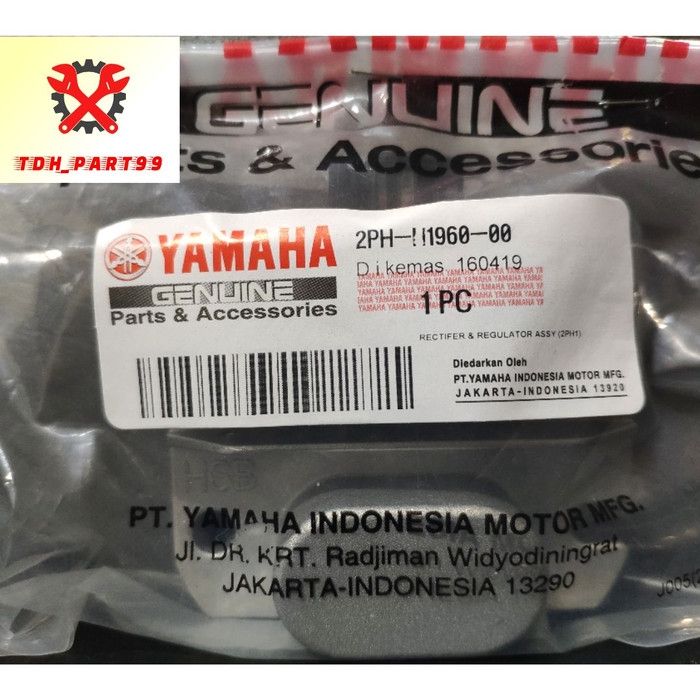 GENUINE
Parts & Accessories
TDH_PART99
YAMAHA
GENUINE
Parts & Accessories
2PH-H1960-00
Dikemas 160419
1 PC
RECTIFER & REGULATOR ASSY (2PH1)
Diedarkan Oleh
PT.YAMAHA INDONESIA MOTOR MFG.
JAKARTA-INDONESIA 13920
HSB
PT. YAMAHA INDONESIA MOTOR MFG.
Jl. DR. KRT. Radjiman Widyodiningrat
JAKARTA-INDONESIA 13290